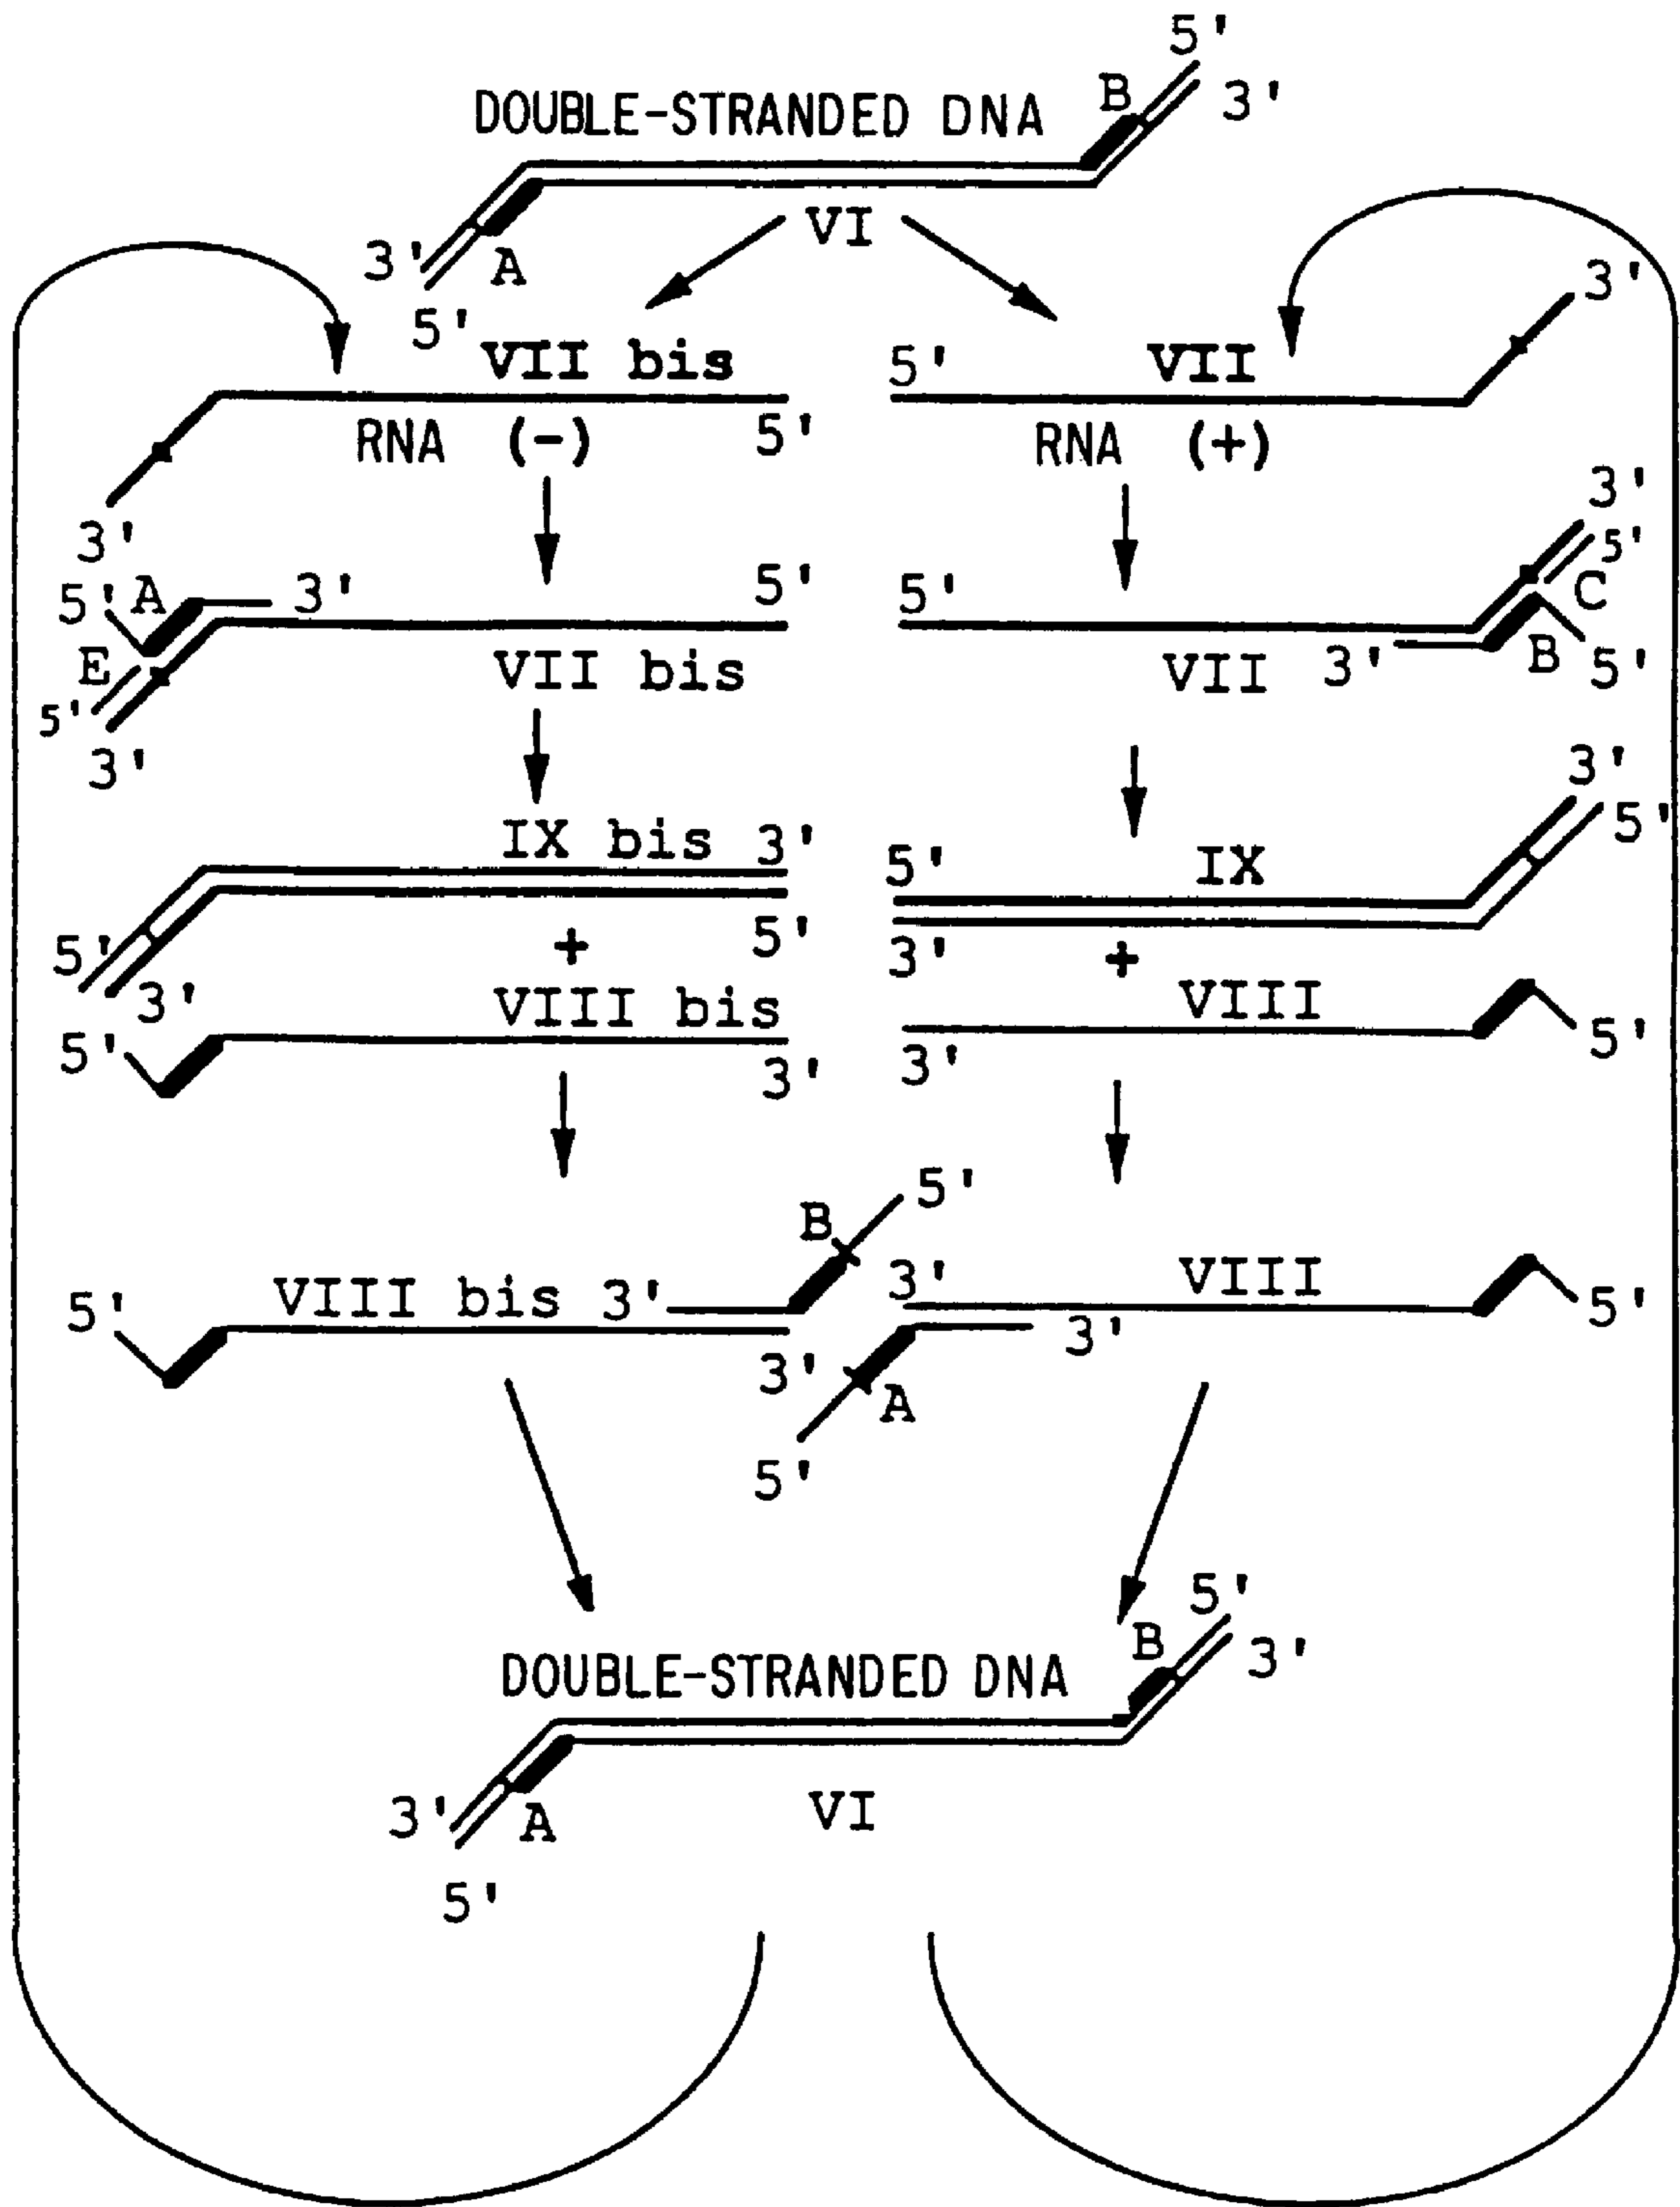 5'
B
3'
DOUBLE-STRANDED DNA
VI
3'
A
5'
3'
VII bis
5'
VII
RNA (-)
5'
RNA (+)
3'
3'
5'
A
3'
5'
5'
3'
5'
C
E
VII bis
VII
3'
B
5'
5'
3'
IX bis
3'
5'
IX
3'
5'
5'
3'
+
5'
3'
+
VIII bis
VIII
5'
3'
3'
5'
5'
B
5'
VIII bis
3'
3'
VIII
5'
3'
3'
A
5'
5'
B
3'
DOUBLE-STRANDED DNA
3'
A
VI
5'